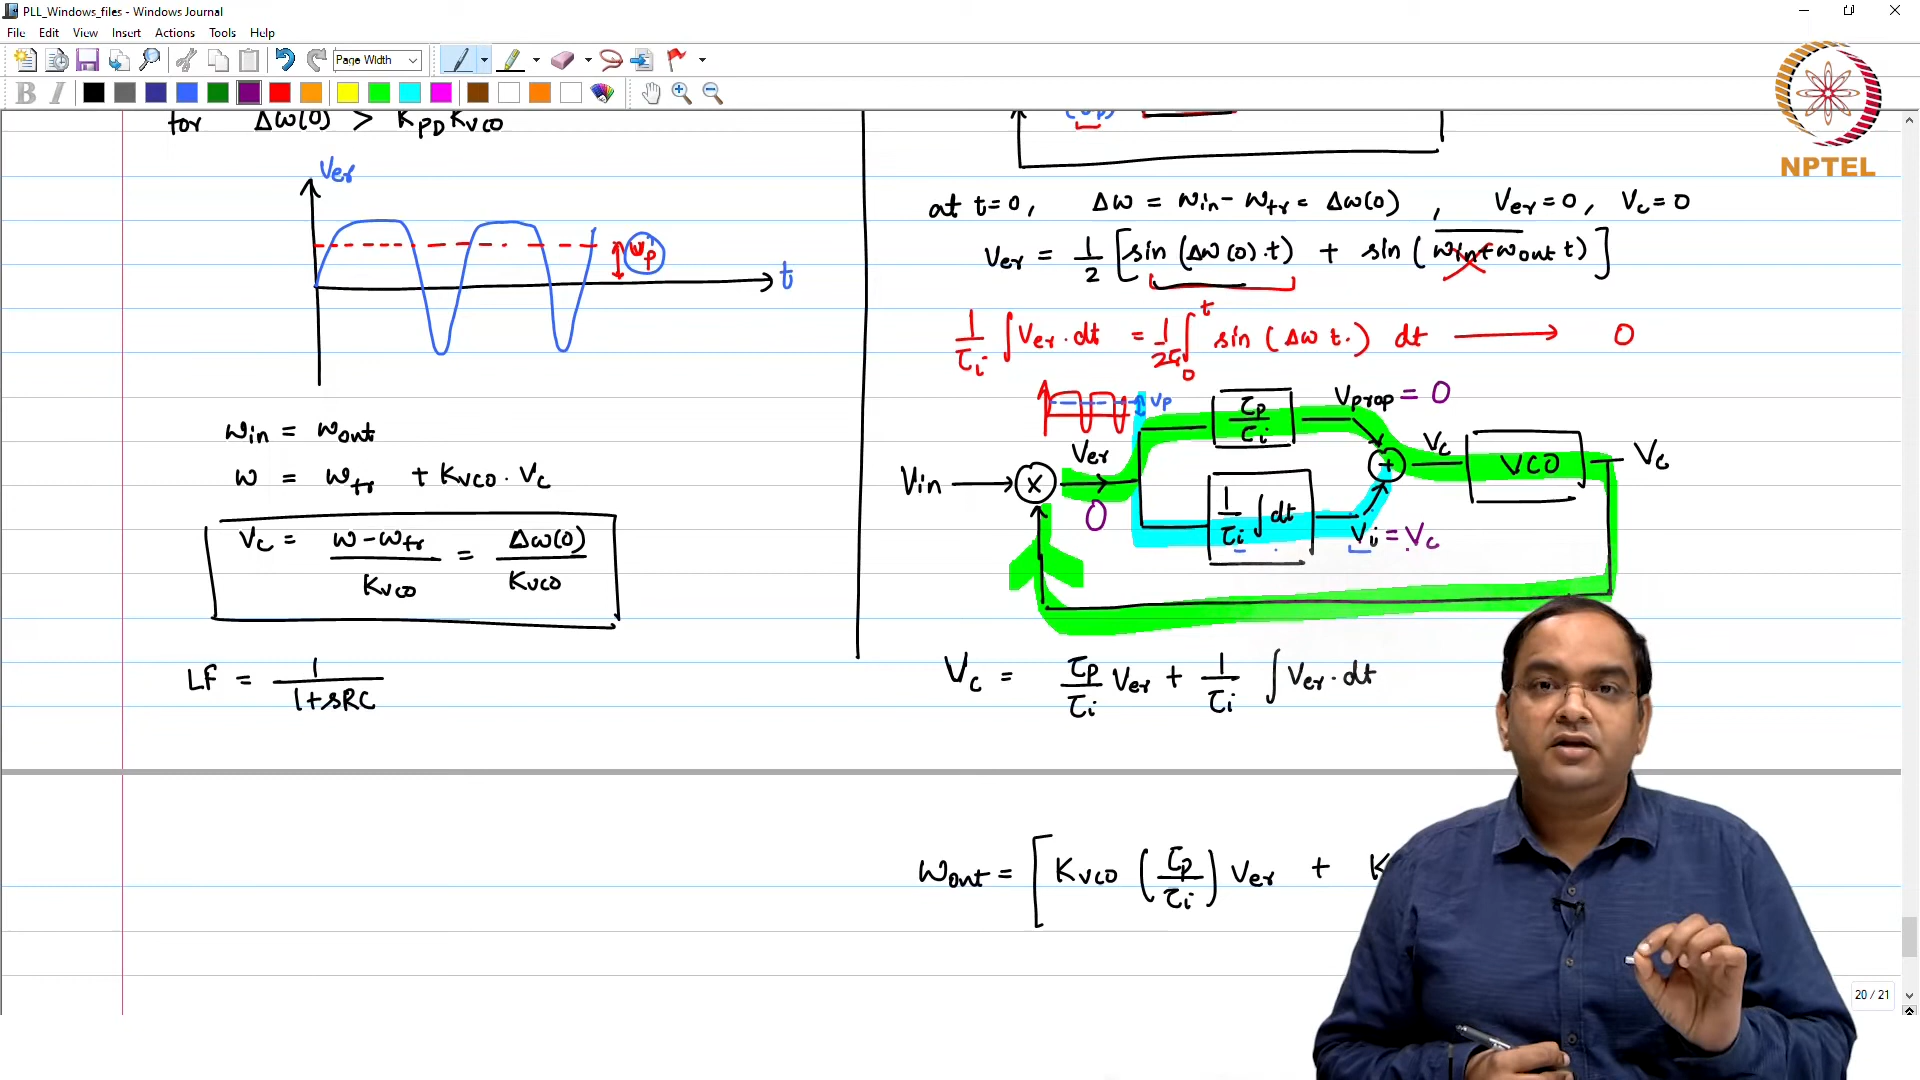 PLL_Windows_files - Windows Journal
File Edit View Insert Actions Tools Help
Page Width
B I
NPTEL
for Δω(0) > K_PD K_VCO
Ver
ωp
t
ωin = ωout
ω = ωfr + KVCO · Vc
Vc = (ω-ωfr)/KVCO = Δω(0)/KVCO
LF = 1/(1+sRC)
at t=0, Δω = ωin - ωfr = Δω(0) , Ver=0, Vc=0
Ver = 1/2 [sin (Δω(0)·t) + sin (ωin+ωout t)]
1/τi ∫Ver·dt = 1/2τi ∫0^t sin (Δω t.) dt ⟶ 0
Vp
τp/τi
Vprop = 0
Ver
Vin
x
0
1/τi ∫dt
+
Vc
VCO
Vc
Vi = Vc
Vc = τp/τi Ver + 1/τi ∫Ver·dt
ωout = [KVCO (τp/τi) Ver + K
20 / 21